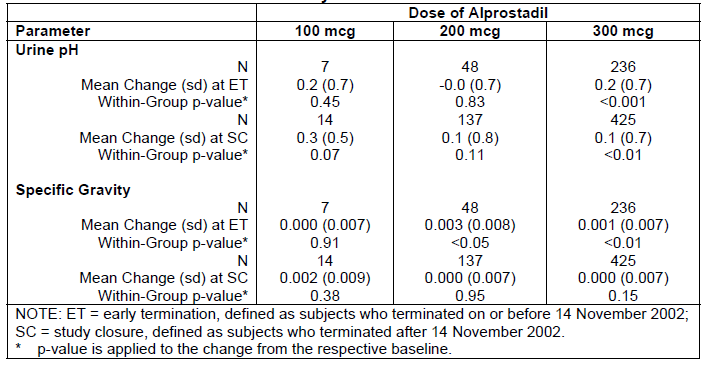 Dose of Alprostadil
Parameter 100 mcg 200 mcg 300 mcg
Urine pH
N 7 48 236
Mean Change (sd) at ET 0.2 (0.7) -0.0 (0.7) 0.2 (0.7)
Within-Group p-value* 0.45 0.83 <0.001
N 14 137 425
Mean Change (sd) at SC 0.3 (0.5) 0.1 (0.8) 0.1 (0.7)
Within-Group p-value* 0.07 0.11 <0.01
Specific Gravity
N 7 48 236
Mean Change (sd) at ET 0.000 (0.007) 0.003 (0.008) 0.001 (0.007)
Within-Group p-value* 0.91 <0.05 <0.01
N 14 137 425
Mean Change (sd) at SC 0.002 (0.009) 0.000 (0.007) 0.000 (0.007)
Within-Group p-value* 0.38 0.95 0.15
NOTE: ET = early termination, defined as subjects who terminated on or before 14 November 2002;
SC = study closure, defined as subjects who terminated after 14 November 2002.
* p-value is applied to the change from the respective baseline.